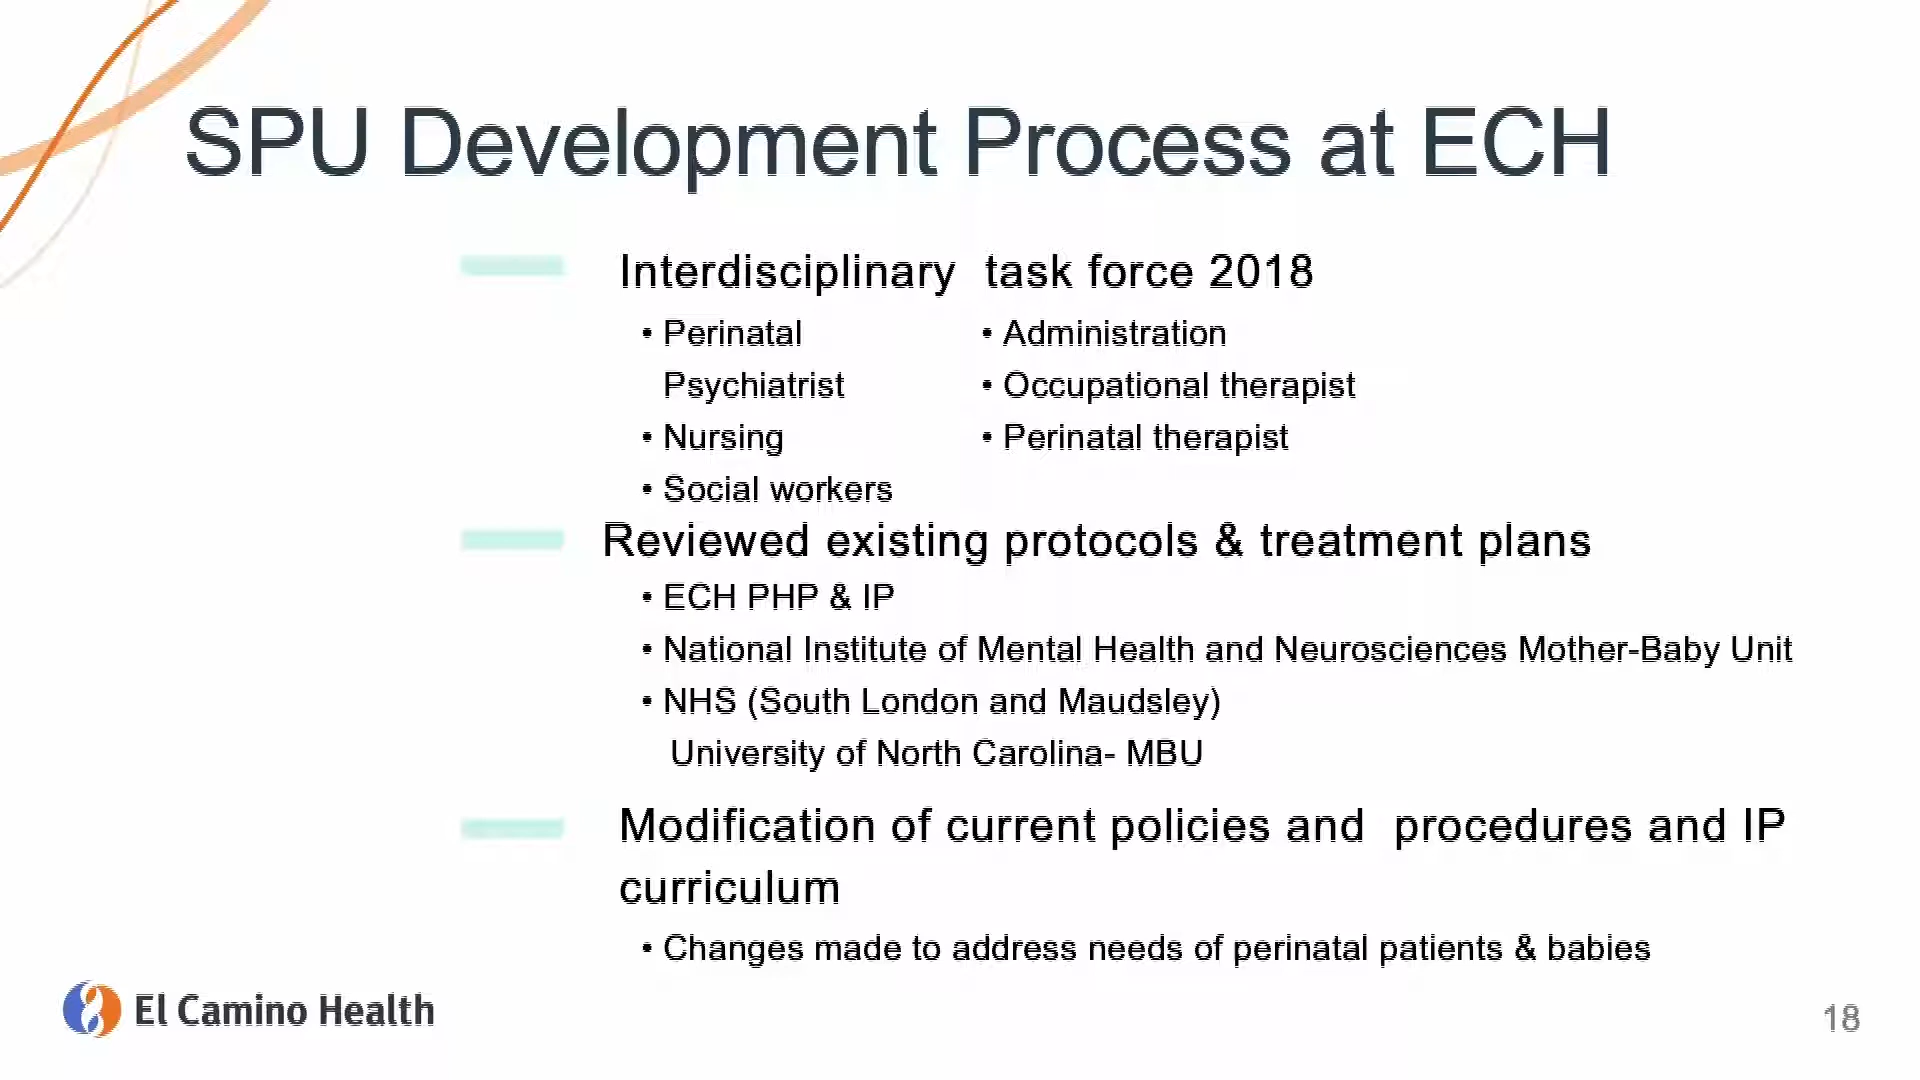 SPU Development Process at ECH
Interdisciplinary task force 2018
• Perinatal
Psychiatrist
• Nursing
• Social workers
• Administration
• Occupational therapist
• Perinatal therapist
Reviewed existing protocols & treatment plans
• ECH PHP & IP
• National Institute of Mental Health and Neurosciences Mother-Baby Unit
• NHS (South London and Maudsley)
University of North Carolina- MBU
Modification of current policies and procedures and IP
curriculum
• Changes made to address needs of perinatal patients & babies
El Camino Health
18